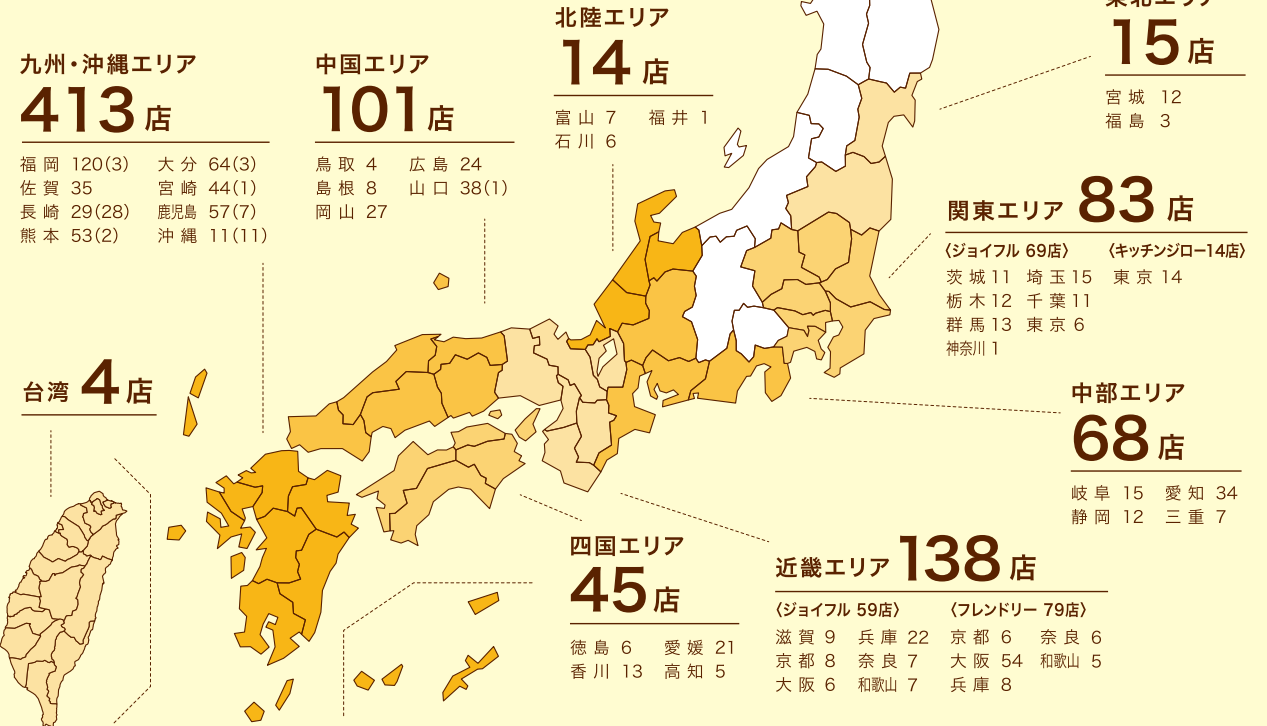 九州・沖縄エリア
413店
福岡 120(3) 大分 64(3)
佐賀 35 宮崎 44(1)
長崎 29(28) 鹿児島 57(7)
熊本 53(2) 沖縄 11(11)
中国エリア
101店
鳥取 4 広島 24
島根 8 山口 38(1)
岡山 27
北陸エリア
14店
富山 7 福井 1
石川 6
東北エリア
15店
宮城 12
福島 3
関東エリア 83店
〈ジョイフル 69店〉 〈キッチンジロー14店〉
茨城 11 埼玉 15 東京 14
栃木 12 千葉 11
群馬 13 東京 6
神奈川 1
台湾 4店
中部エリア
68店
岐阜 15 愛知 34
静岡 12 三重 7
四国エリア
45店
徳島 6 愛媛 21
香川 13 高知 5
近畿エリア 138店
〈ジョイフル 59店〉 〈フレンドリー 79店〉
滋賀 9 兵庫 22 京都 6 奈良 6
京都 8 奈良 7 大阪 54 和歌山 5
大阪 6 和歌山 7 兵庫 8